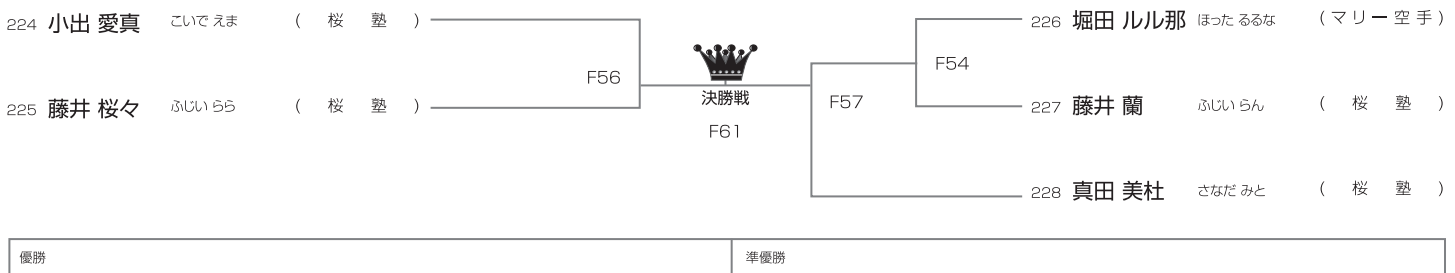 224 小出 愛真 こいで えま ( 桜 塾 )
225 藤井 桜々 ふじい らら ( 桜 塾 )
F56
決勝戦
F61
F57
F54
226 堀田 ルル那 ほった るるな (マリー空手)
227 藤井 蘭 ふじい らん ( 桜 塾 )
228 真田 美杜 さなだ みと ( 桜 塾 )
優勝
準優勝